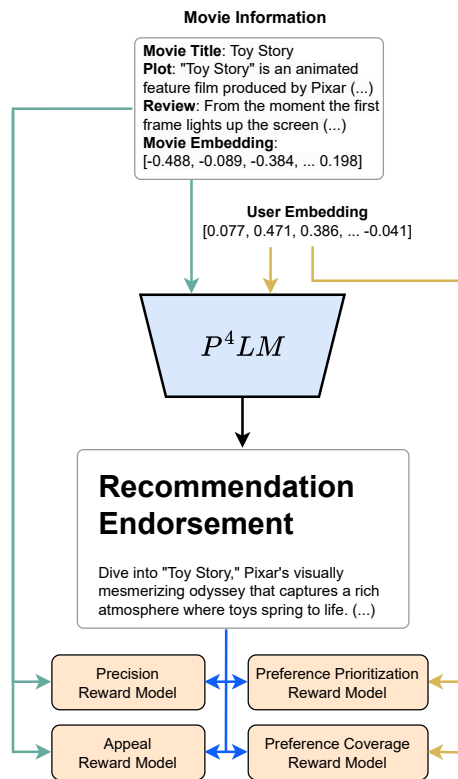 Movie Information
Movie Title: Toy Story
Plot: "Toy Story" is an animated
feature film produced by Pixar (...)
Review: From the moment the first
frame lights up the screen (...)
Movie Embedding:
[-0.488, -0.089, -0.384, ... 0.198]
User Embedding
[0.077, 0.471, 0.386, ... -0.041]
P⁴LM
Recommendation
Endorsement
Dive into "Toy Story," Pixar's visually
mesmerizing odyssey that captures a rich
atmosphere where toys spring to life. (...)
Precision
Reward Model
Preference Prioritization
Reward Model
Appeal
Reward Model
Preference Coverage
Reward Model